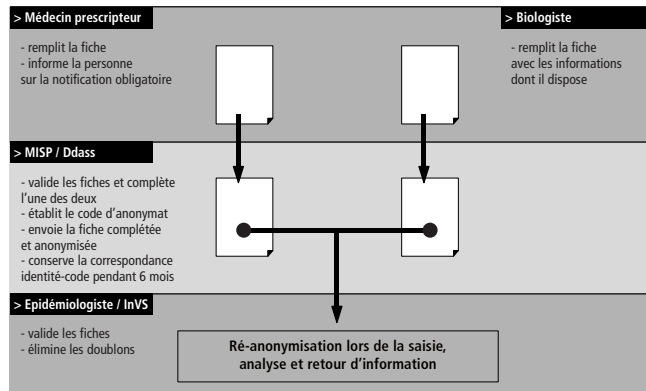 > Médecin prescripteur
- remplit la fiche
- informe la personne
sur la notification obligatoire
> Biologiste
- remplit la fiche
avec les informations
dont il dispose
> MISP / Ddass
- valide les fiches et complète
l'une des deux
- établit le code d'anonymat
- envoie la fiche complétée
et anonymisée
- conserve la correspondance
identité-code pendant 6 mois
> Epidémiologiste / InVS
- valide les fiches
- élimine les doublons
Ré-anonymisation lors de la saisie,
analyse et retour d'information